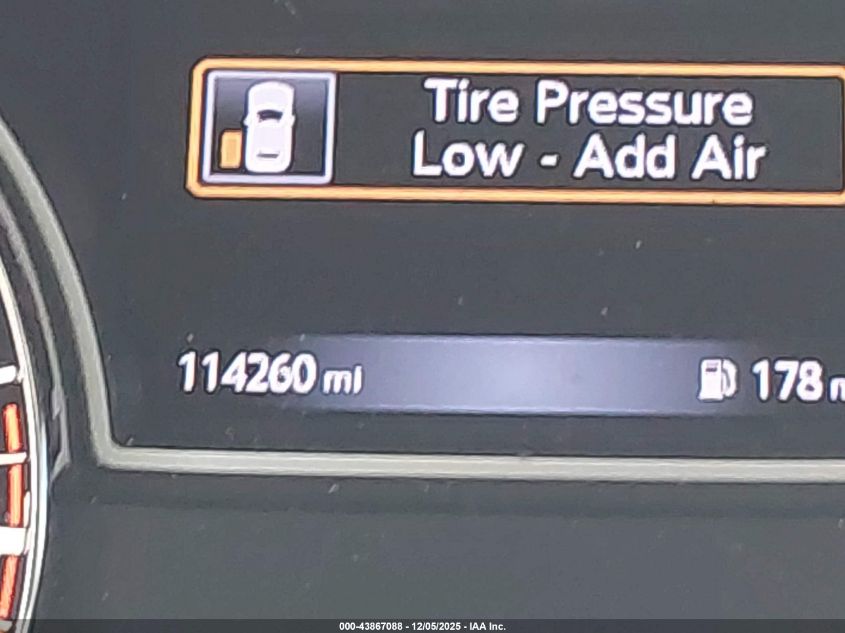 Tire Pressure
Low - Add Air
114260 mi
178 m
000-43867088 - 12/05/2025 - IAA Inc.